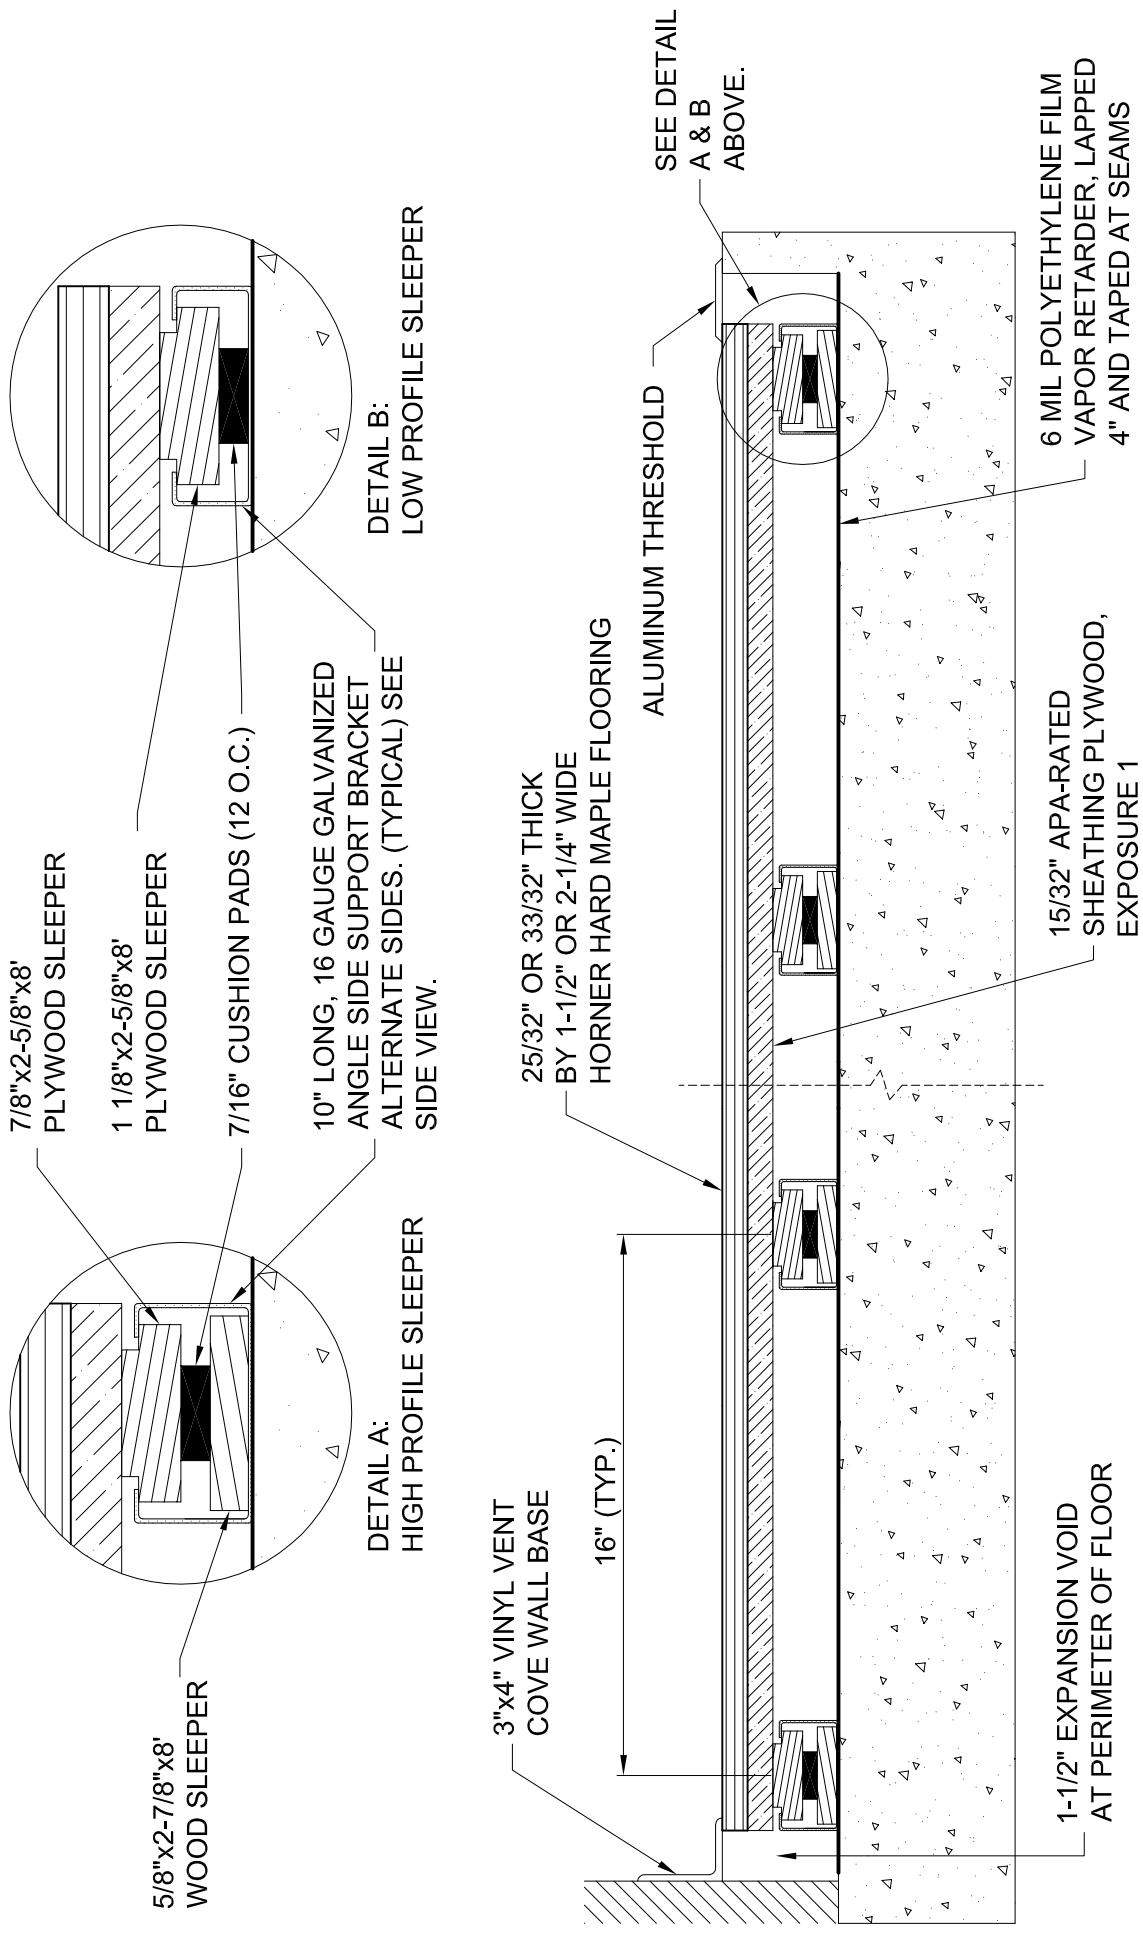 7/8"x2-5/8"x8'
PLYWOOD SLEEPER
1 1/8"x2-5/8"x8'
PLYWOOD SLEEPER
5/8"x2-7/8"x8'
WOOD SLEEPER
7/16" CUSHION PADS (12 O.C.)
10" LONG, 16 GAUGE GALVANIZED
ANGLE SIDE SUPPORT BRACKET
ALTERNATE SIDES. (TYPICAL) SEE
SIDE VIEW.
DETAIL A:
HIGH PROFILE SLEEPER
DETAIL B:
LOW PROFILE SLEEPER
3"x4" VINYL VENT
COVE WALL BASE
25/32" OR 33/32" THICK
BY 1-1/2" OR 2-1/4" WIDE
HORNER HARD MAPLE FLOORING
16" (TYP.)
ALUMINUM THRESHOLD
SEE DETAIL
A & B
ABOVE.
1-1/2" EXPANSION VOID
AT PERIMETER OF FLOOR
15/32" APA-RATED
SHEATHING PLYWOOD,
EXPOSURE 1
6 MIL POLYETHYLENE FILM
VAPOR RETARDER, LAPPED
4" AND TAPED AT SEAMS